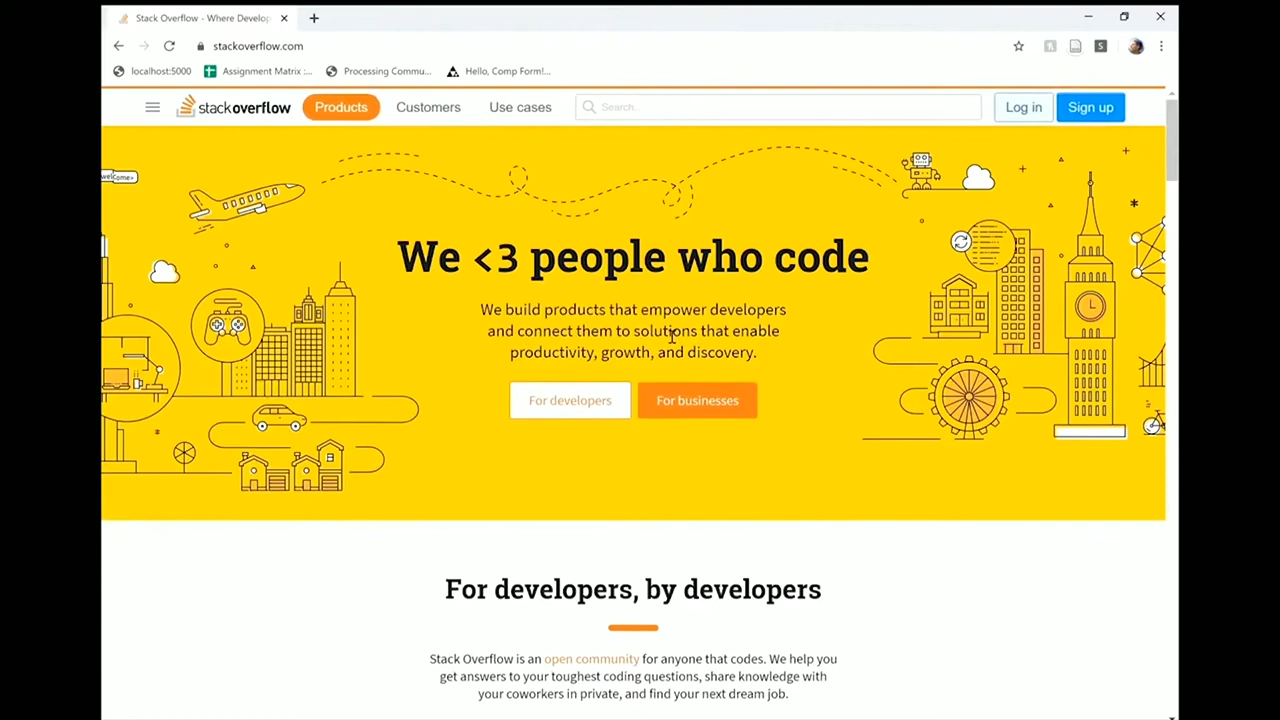 Stack Overflow - Where Develop
stackoverflow.com
S
localhost:5000 Assignment Matrix :... Processing Commu... Hello, Comp Form!...
stackoverflow Products Customers Use cases Search... Log in Sign up
We <3 people who code
We build products that empower developers
and connect them to solutions that enable
productivity, growth, and discovery.
For developers For businesses
For developers, by developers
Stack Overflow is an open community for anyone that codes. We help you
get answers to your toughest coding questions, share knowledge with
your coworkers in private, and find your next dream job.